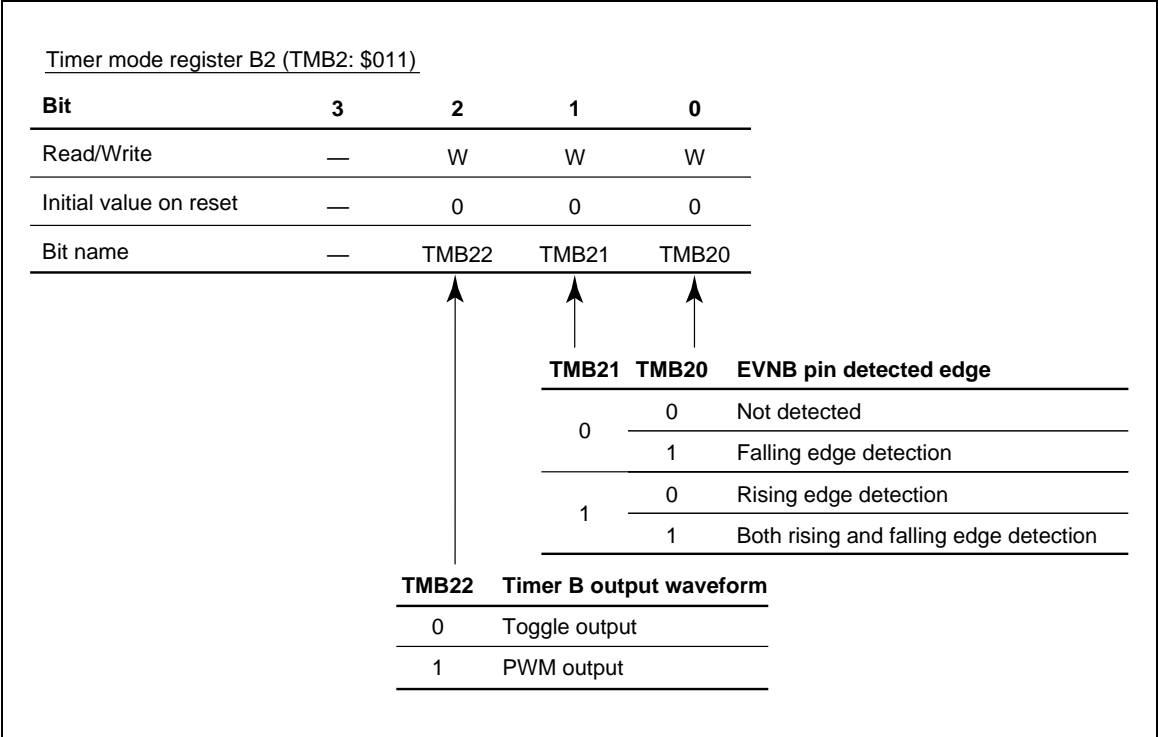 Timer mode register B2 (TMB2: $011)
Bit 3 2 1 0
Read/Write — W W W
Initial value on reset — 0 0 0
Bit name — TMB22 TMB21 TMB20
TMB21 TMB20 EVNB pin detected edge
0 0 Not detected
1 Falling edge detection
1 0 Rising edge detection
1 Both rising and falling edge detection
TMB22 Timer B output waveform
0 Toggle output
1 PWM output